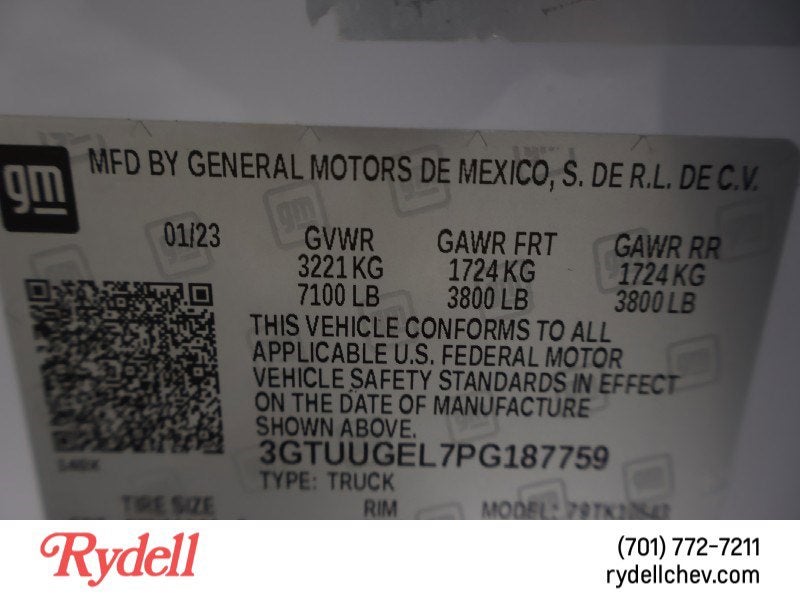 gm
MFD BY GENERAL MOTORS DE MEXICO, S. DE R.L. DE C.V.
01/23 GVWR GAWR FRT GAWR RR
3221 KG 1724 KG 1724 KG
7100 LB 3800 LB 3800 LB
THIS VEHICLE CONFORMS TO ALL
APPLICABLE U.S. FEDERAL MOTOR
VEHICLE SAFETY STANDARDS IN EFFECT
ON THE DATE OF MANUFACTURE
SHOWN ABOVE.
3GTUUGEL7PG187759
TYPE: TRUCK
TIRE SIZE RIM MODEL:
Rydell
(701) 772-7211
rydellchev.com